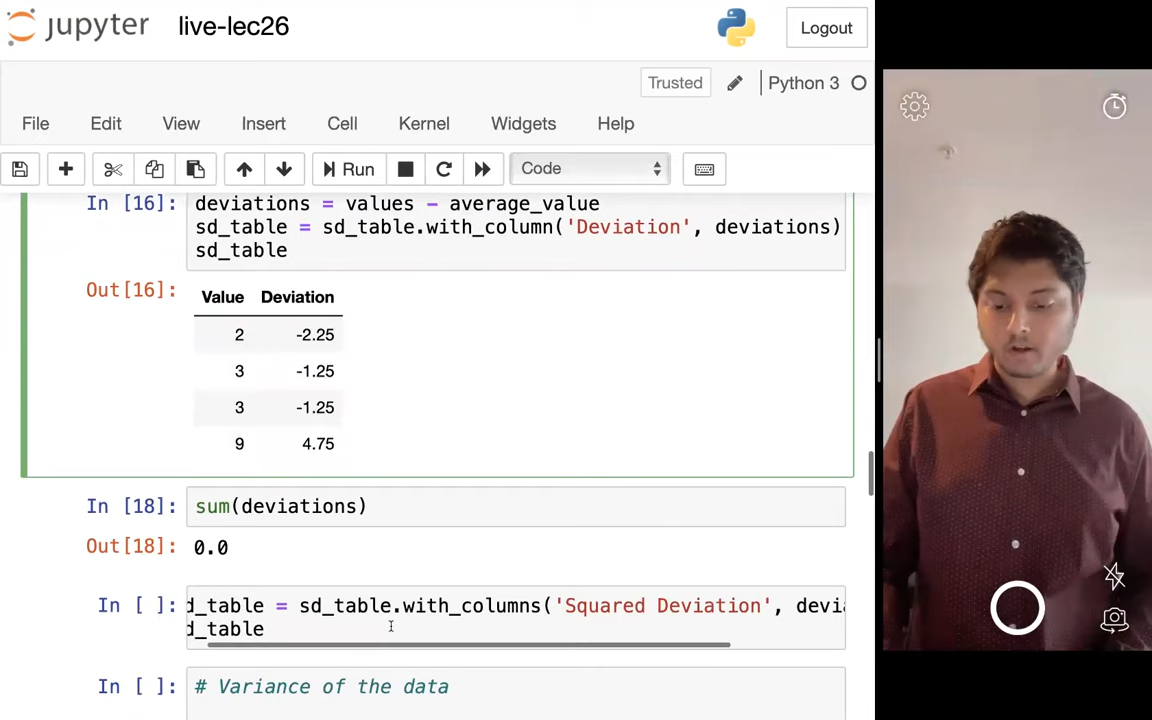 jupyter live-lec26
Logout
Trusted Python 3
File Edit View Insert Cell Kernel Widgets Help
Run Code
In [16]: deviations = values - average_value
sd_table = sd_table.with_column('Deviation', deviations)
sd_table
Out[16]:
Value Deviation
2 -2.25
3 -1.25
3 -1.25
9 4.75
In [18]: sum(deviations)
Out[18]: 0.0
In [ ]: d_table = sd_table.with_columns('Squared Deviation', devia
d_table
In [ ]: # Variance of the data